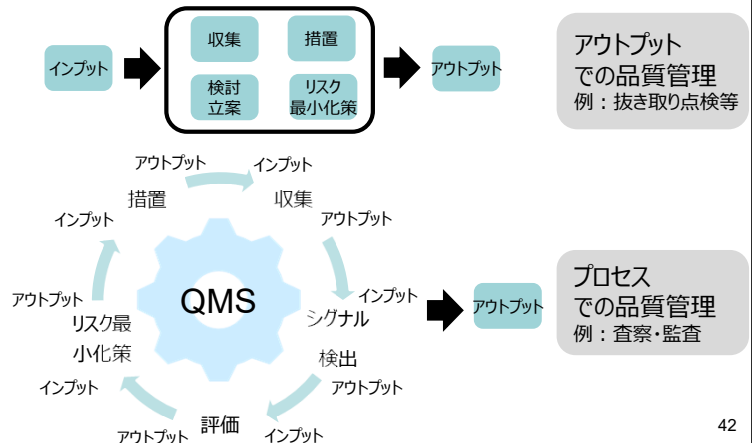 インプット
収集
措置
検討
立案
リスク
最小化策
アウトプット
アウトプット
での品質管理
例：抜き取り点検等
アウトプット
インプット
措置
収集
インプット
アウトプット
QMS
アウトプット
リスク最
小化策
インプット
シグナル
検出
アウトプット
プロセス
での品質管理
例：査察・監査
インプット
アウトプット
アウトプット
評価
インプット
42